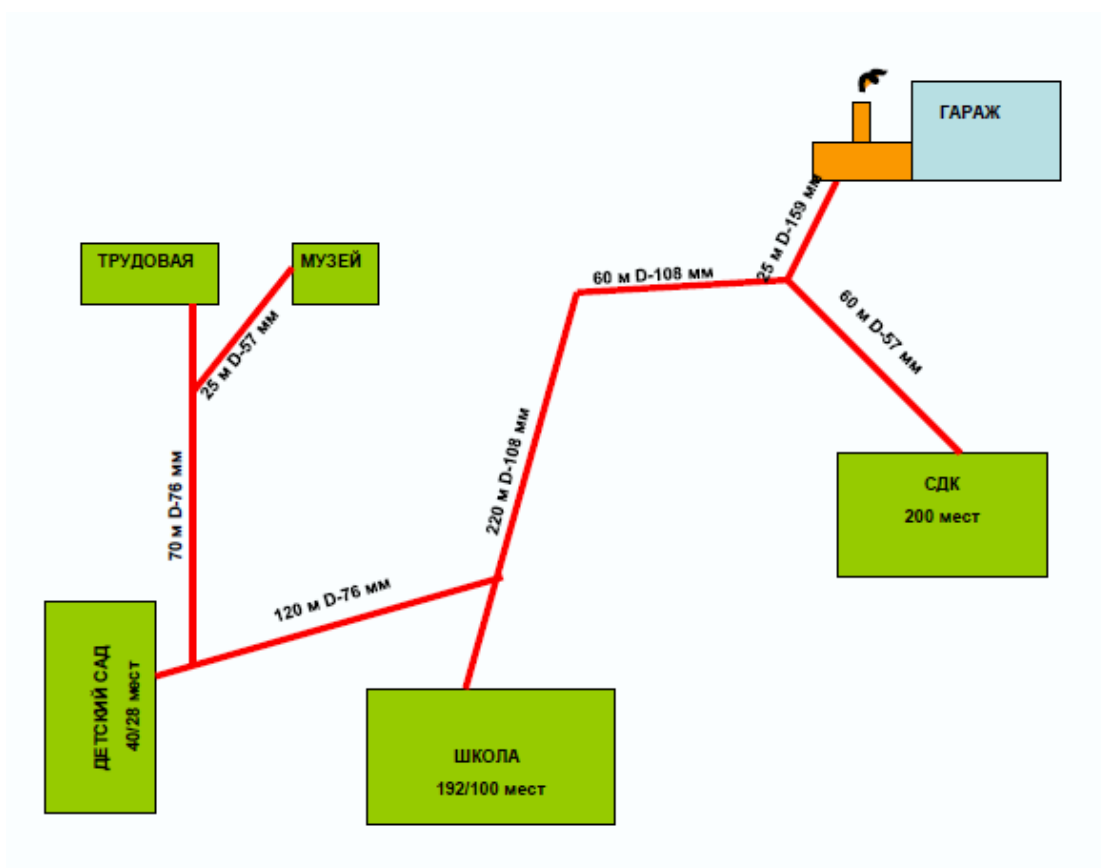 ГАРАЖ
25 м D-159 мм
60 м D-108 мм
ТРУДОВАЯ
МУЗЕЙ
25 м D-57 мм
60 м D-57 мм
70 м D-76 мм
220 м D-108 мм
СДК
200 мест
120 м D-76 мм
ДЕТСКИЙ САД
40/28 мест
ШКОЛА
192/100 мест